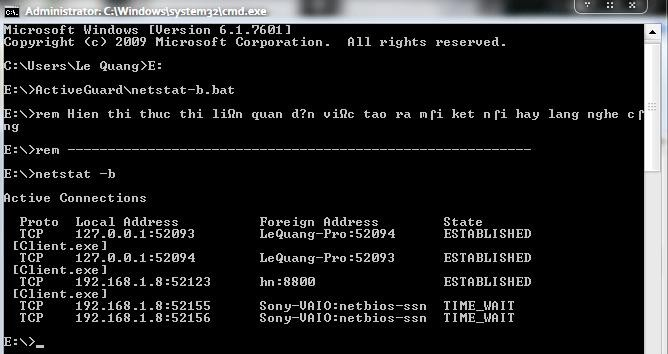 Administrator: C:\Windows\system32\cmd.exe
Microsoft Windows [Version 6.1.7601]
Copyright (c) 2009 Microsoft Corporation.  All rights reserved.
C:\Users\Le Quang>E:
E:\>ActiveGuard\netstat-b.bat
E:\>rem Hien thi thuc thi liΩn quan d?n viΩc tao ra mƒi ket nƒi hay lang nghe cƒ
ng
E:\>rem ----------------------------------------------------------
E:\>netstat -b
Active Connections
  Proto  Local Address          Foreign Address        State
  TCP    127.0.0.1:52093        LeQuang-Pro:52094      ESTABLISHED
 [Client.exe]
  TCP    127.0.0.1:52094        LeQuang-Pro:52093      ESTABLISHED
 [Client.exe]
  TCP    192.168.1.8:52123      hn:8800                ESTABLISHED
 [Client.exe]
  TCP    192.168.1.8:52155      Sony-VAIO:netbios-ssn  TIME_WAIT
  TCP    192.168.1.8:52156      Sony-VAIO:netbios-ssn  TIME_WAIT
E:\>_